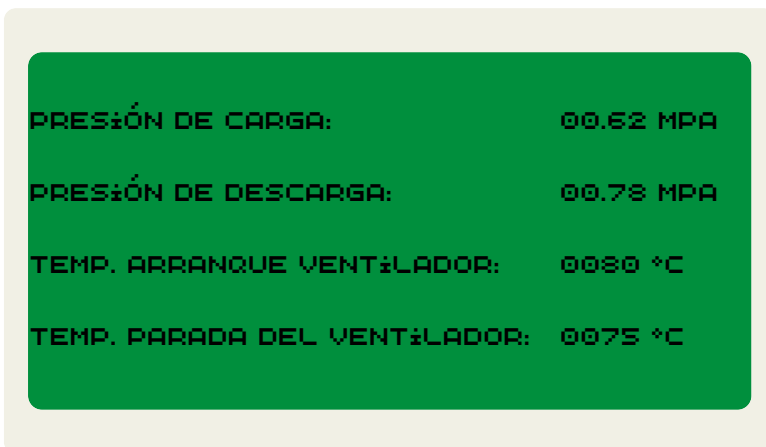 PRESiÓN DE CARGA: 00.62 MPA
PRESiÓN DE DESCARGA: 00.78 MPA
TEMP. ARRANQUE VENTiLADOR: 0080 °C
TEMP. PARADA DEL VENTiLADOR: 0075 °C